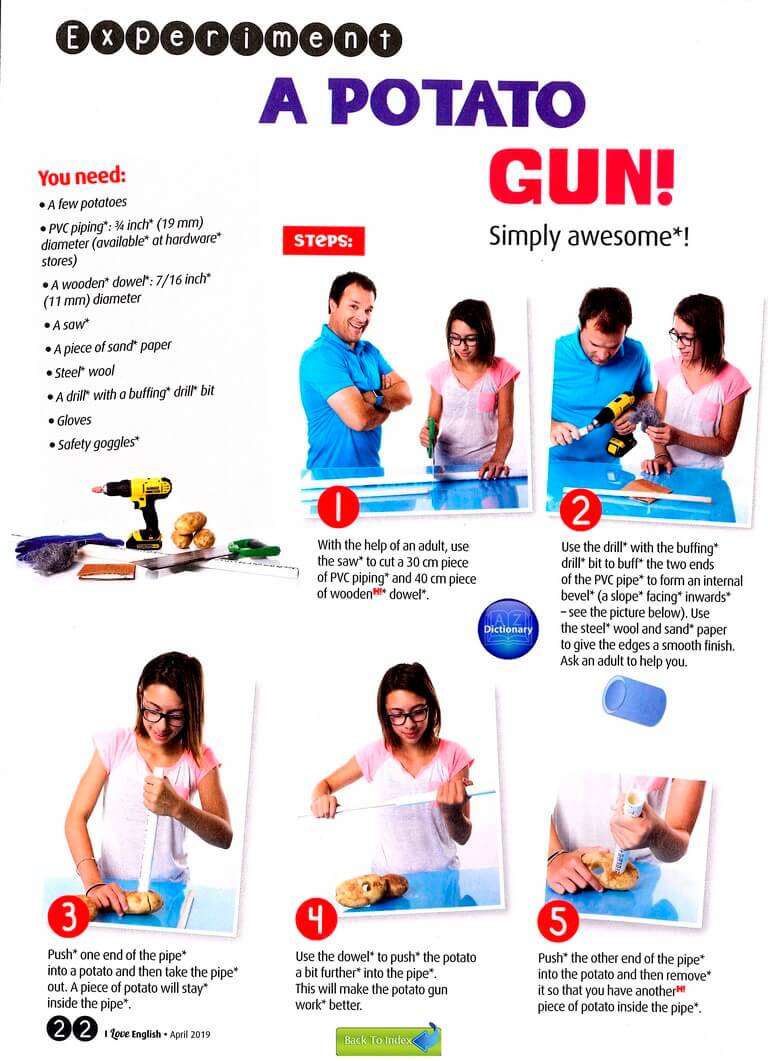 Experiment
A POTATO
GUN!
Simply awesome*!
You need:
• A few potatoes
• PVC piping*: ¾ inch* (19 mm)
diameter (available* at hardware*
stores)
• A wooden* dowel*: 7/16 inch*
(11 mm) diameter
• A saw*
• A piece of sand* paper
• Steel* wool
• A drill* with a buffing* drill* bit
• Gloves
• Safety goggles*
STEPS:
1
With the help of an adult, use
the saw* to cut a 30 cm piece
of PVC piping* and 40 cm piece
of wooden H!* dowel*.
2
Use the drill* with the buffing*
drill* bit to buff* the two ends
of the PVC pipe* to form an internal
bevel* (a slope* facing* inwards*
– see the picture below). Use
the steel* wool and sand* paper
to give the edges a smooth finish.
Ask an adult to help you.
A Z
Dictionary
3
Push* one end of the pipe*
into a potato and then take the pipe*
out. A piece of potato will stay*
inside the pipe*.
4
Use the dowel* to push* the potato
a bit further* into the pipe*.
This will make the potato gun
work* better.
5
Push* the other end of the pipe*
into the potato and then remove*
it so that you have another H!
piece of potato inside the pipe*.
22 I Love English • April 2019
Back To Index